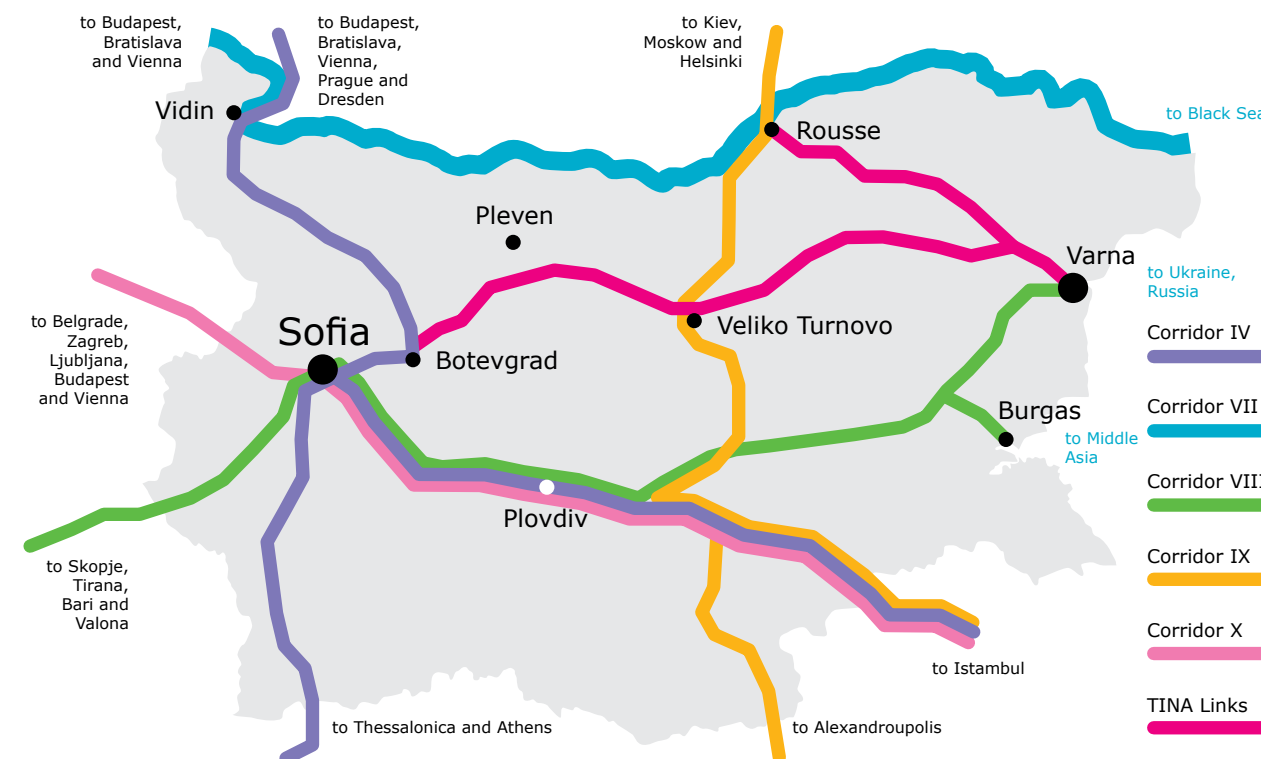 to Budapest,
Bratislava
and Vienna
to Budapest,
Bratislava,
Vienna,
Prague and
Dresden
to Kiev,
Moskow and
Helsinki
Vidin
Rousse
to Black Sea
Pleven
Varna
to Ukraine,
Russia
to Belgrade,
Zagreb,
Ljubljana,
Budapest
and Vienna
Sofia
Botevgrad
Veliko Turnovo
Corridor IV
Burgas
Corridor VII
to Middle
Asia
Corridor VIII
Plovdiv
to Skopje,
Tirana,
Bari and
Valona
Corridor IX
Corridor X
to Istambul
TINA Links
to Thessalonica and Athens
to Alexandroupolis